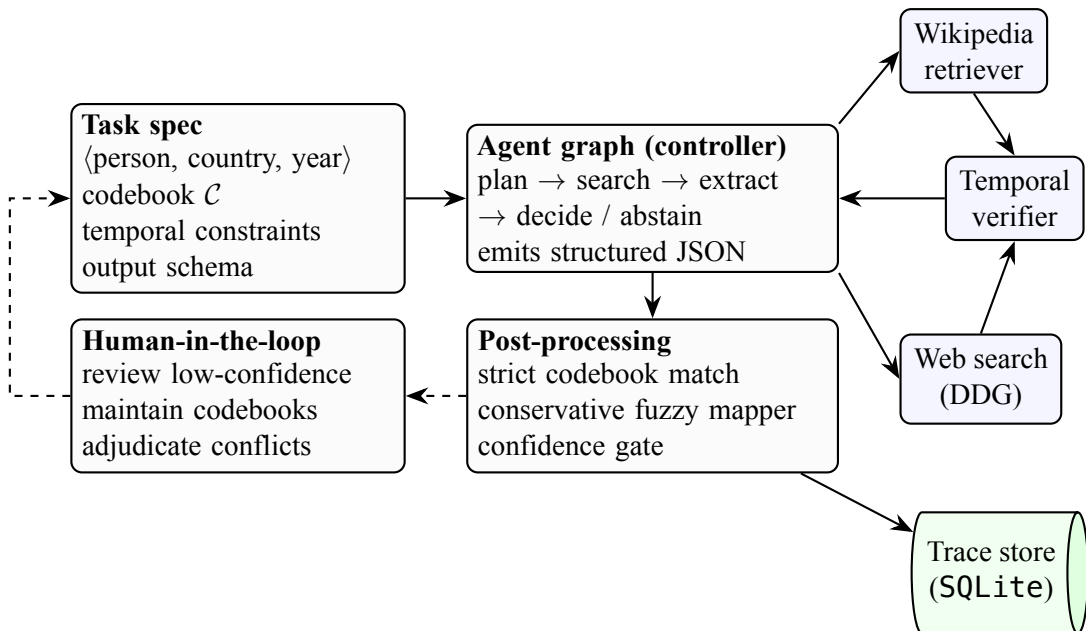 Task spec
⟨person, country, year⟩
codebook 𝒞
temporal constraints
output schema
Agent graph (controller)
plan → search → extract
→ decide / abstain
emits structured JSON
Wikipedia
retriever
Temporal
verifier
Web search
(DDG)
Human-in-the-loop
review low-confidence
maintain codebooks
adjudicate conflicts
Post-processing
strict codebook match
conservative fuzzy mapper
confidence gate
Trace store
(SQLite)